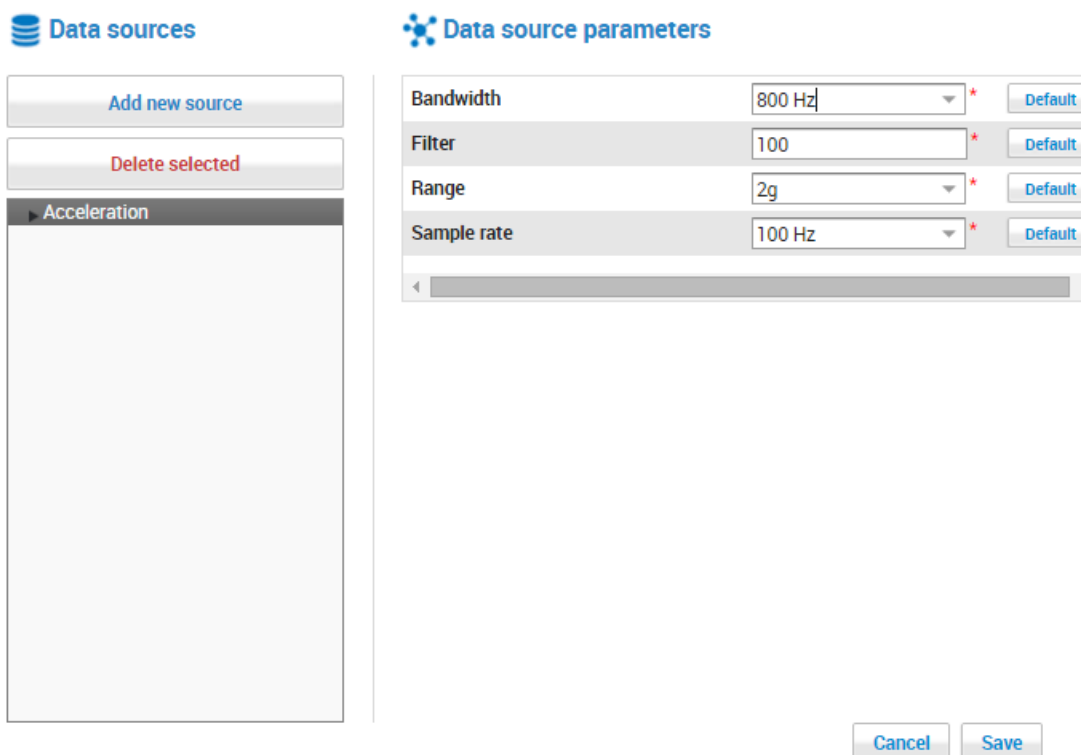 Data sources
Data source parameters
Add new source
Delete selected
Acceleration
Bandwidth 800 Hz * Default
Filter 100 * Default
Range 2g * Default
Sample rate 100 Hz * Default
Cancel Save